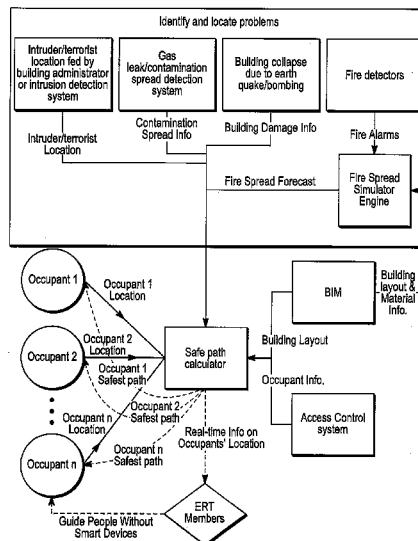 Identify and locate problems
Intruder/terrorist
location fed by
building administrator
or intrusion detection
system
Gas
leak/contamination
spread detection
system
Building collapse
due to earth
quake/bombing
Fire detectors
Intruder/terrorist
Location
Contamination
Spread Info
Building Damage Info
Fire Alarms
Fire Spread Forecast
Fire Spread
Simulator
Engine
Occupant 1
Occupant 1
Location
Occupant 2
Occupant 2
Location
Occupant 1
Safest path
Occupant 2
Safest path
Occupant n
Location
Occupant n
Safest path
Occupant n
Safe path
calculator
BIM
Building
layout &
Material
Info.
Building Layout
Occupant Info.
Access Control
system
Real-time Info on
Occupants' Location
ERT
Members
Guide People Without
Smart Devices